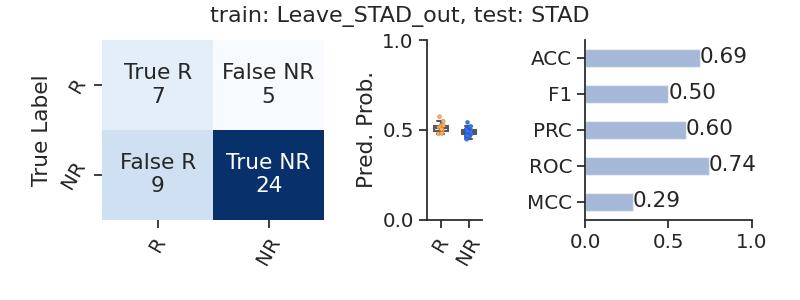 train: Leave_STAD_out, test: STAD
True Label
R
NR
True R
7
False NR
5
False R
9
True NR
24
R
NR
Pred. Prob.
1.0
0.5
0.0
R
NR
ACC
F1
PRC
ROC
MCC
0.69
0.50
0.60
0.74
0.29
0.0
0.5
1.0